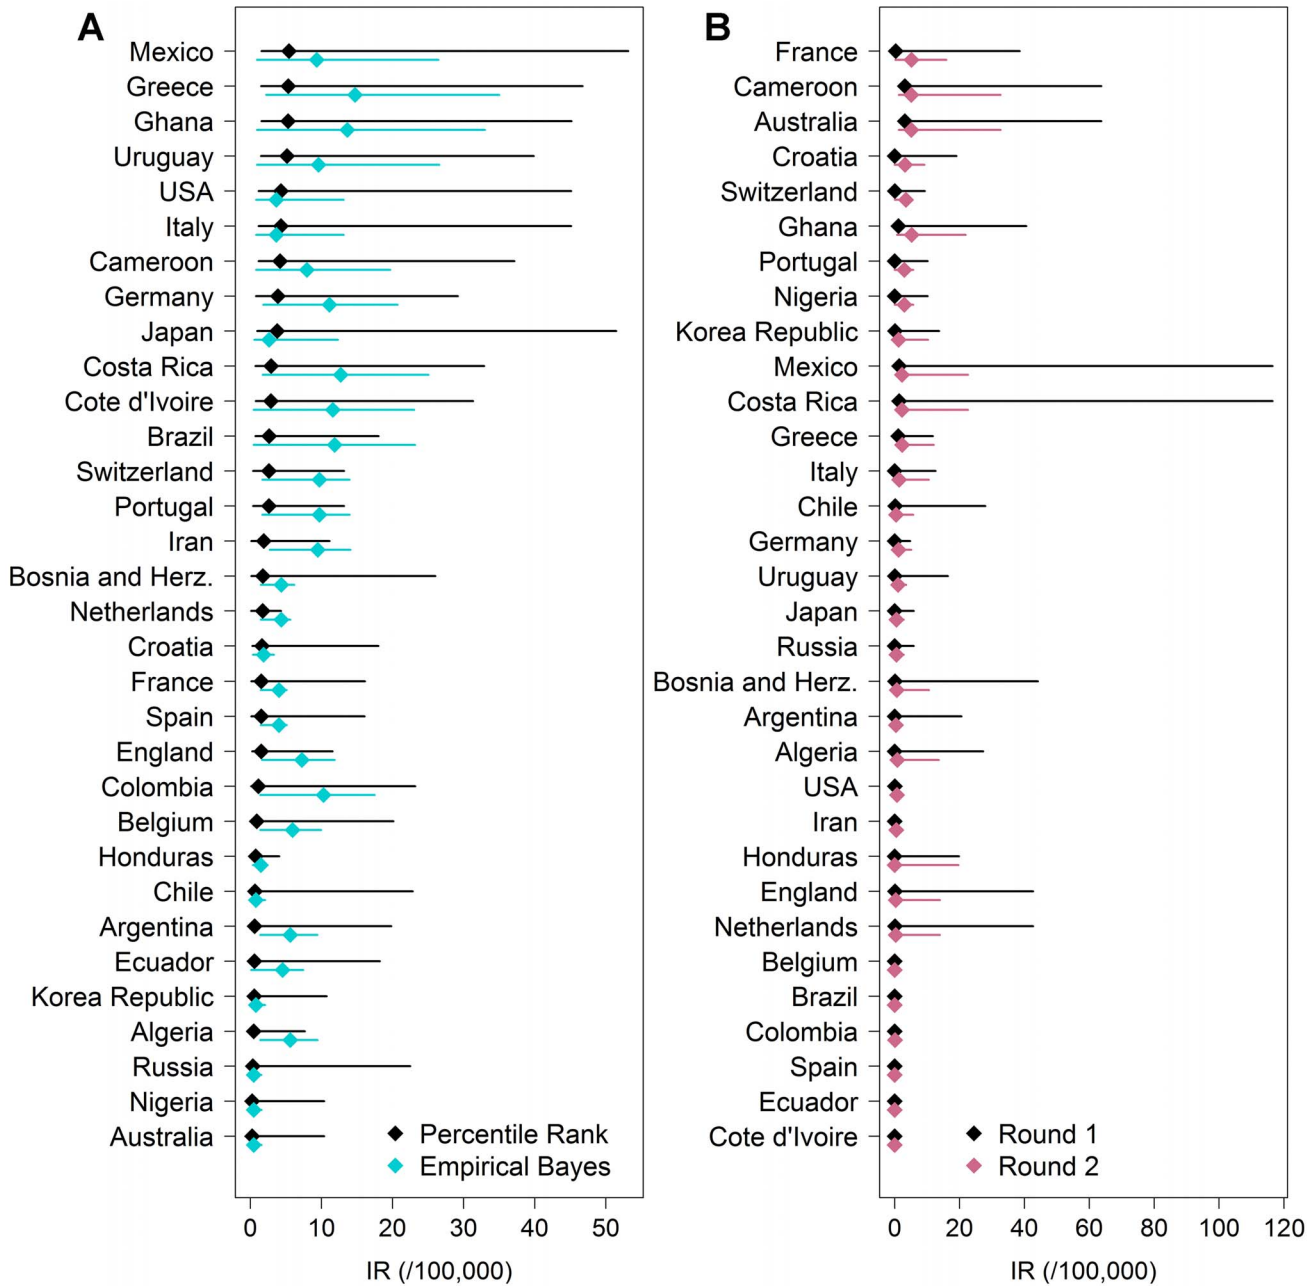 A
Mexico
Greece
Ghana
Uruguay
USA
Italy
Cameroon
Germany
Japan
Costa Rica
Cote d'Ivoire
Brazil
Switzerland
Portugal
Iran
Bosnia and Herz.
Netherlands
Croatia
France
Spain
England
Colombia
Belgium
Honduras
Chile
Argentina
Ecuador
Korea Republic
Algeria
Russia
Nigeria
Australia
Percentile Rank
Empirical Bayes
0 10 20 30 40 50
IR (/100,000)
B
France
Cameroon
Australia
Croatia
Switzerland
Ghana
Portugal
Nigeria
Korea Republic
Mexico
Costa Rica
Greece
Italy
Chile
Germany
Uruguay
Japan
Russia
Bosnia and Herz.
Argentina
Algeria
USA
Iran
Honduras
England
Netherlands
Belgium
Brazil
Colombia
Spain
Ecuador
Cote d'Ivoire
Round 1
Round 2
0 20 40 60 80 100 120
IR (/100,000)